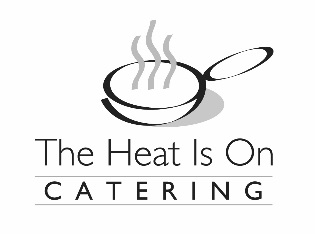 The Heat Is On
CATERING